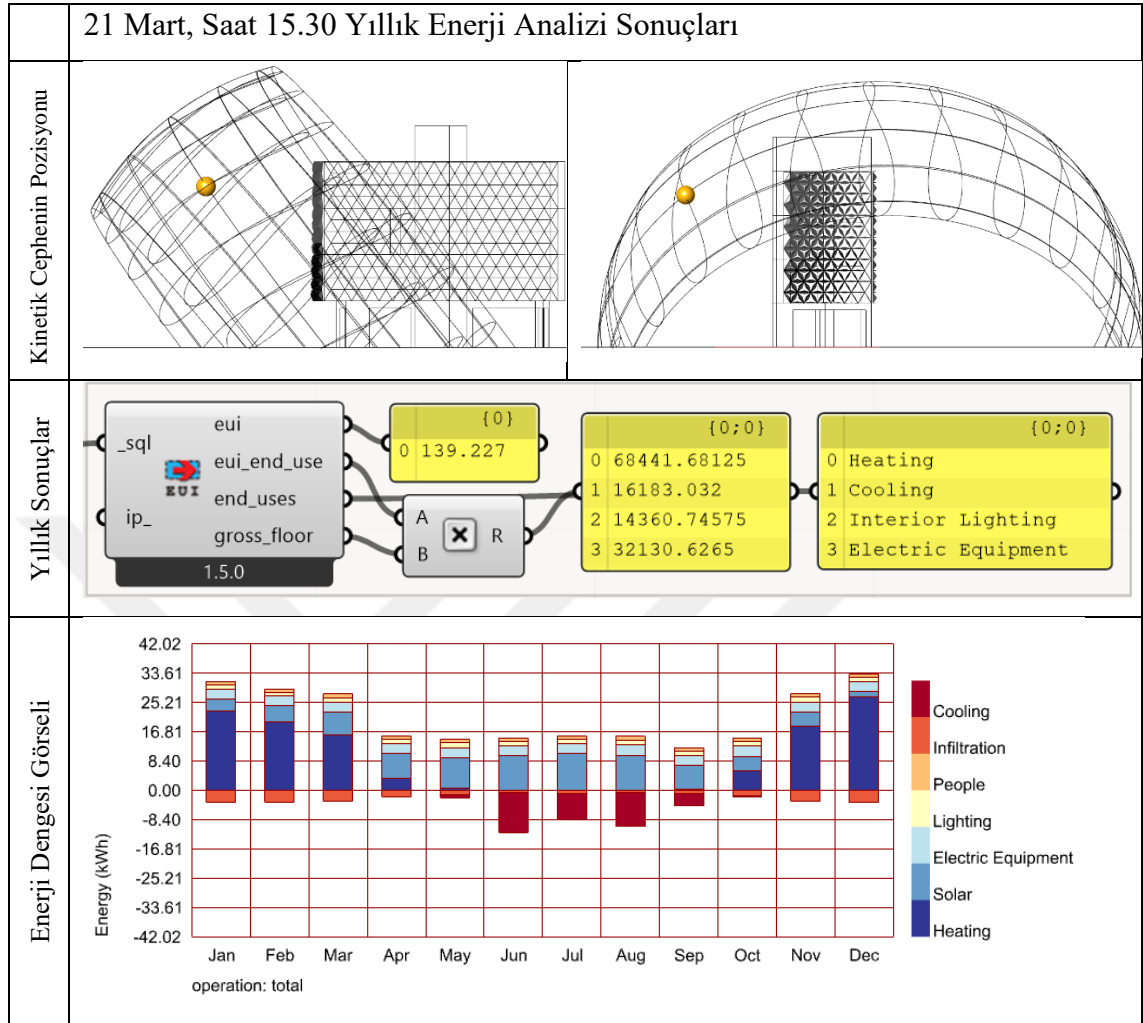 21 Mart, Saat 15.30 Yıllık Enerji Analizi Sonuçları
Kinetik Cephenin Pozisyonu
Yıllık Sonuçlar
_sql
ip_
eui
eui_end_use
end_uses
gross_floor
EUI
1.5.0
{0}
0 139.227
A
B
R
{0;0}
0 68441.68125
1 16183.032
2 14360.74575
3 32130.6265
{0;0}
0 Heating
1 Cooling
2 Interior Lighting
3 Electric Equipment
Enerji Dengesi Görseli
Energy (kWh)
42.02
33.61
25.21
16.81
8.40
0.00
-8.40
-16.81
-25.21
-33.61
-42.02
Jan Feb Mar Apr May Jun Jul Aug Sep Oct Nov Dec
operation: total
Cooling
Infiltration
People
Lighting
Electric Equipment
Solar
Heating